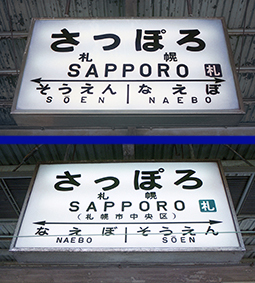 さっぽろ
札幌
SAPPORO 札
そうえん なえぼ
SŌEN NAEBO
さっぽろ
札幌
SAPPORO 札
(札幌市中央区)
なえぼ そうえん
NAEBO SŌEN